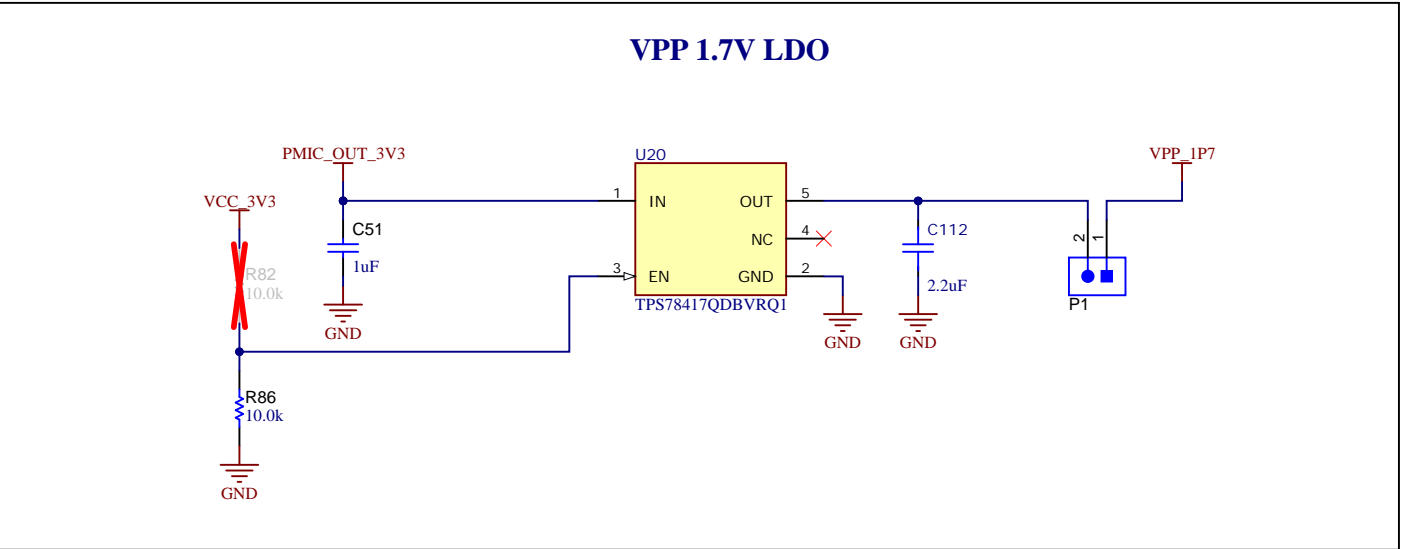 VPP 1.7V LDO
PMIC_OUT_3V3
U20
VPP_1P7
VCC_3V3
1
IN
OUT
5
C51
1uF
NC
4
C112
2.2uF
2
1
R82
10.0k
3
EN
GND
2
TPS78417QDBVRQ1
P1
GND
GND
GND
R86
10.0k
GND